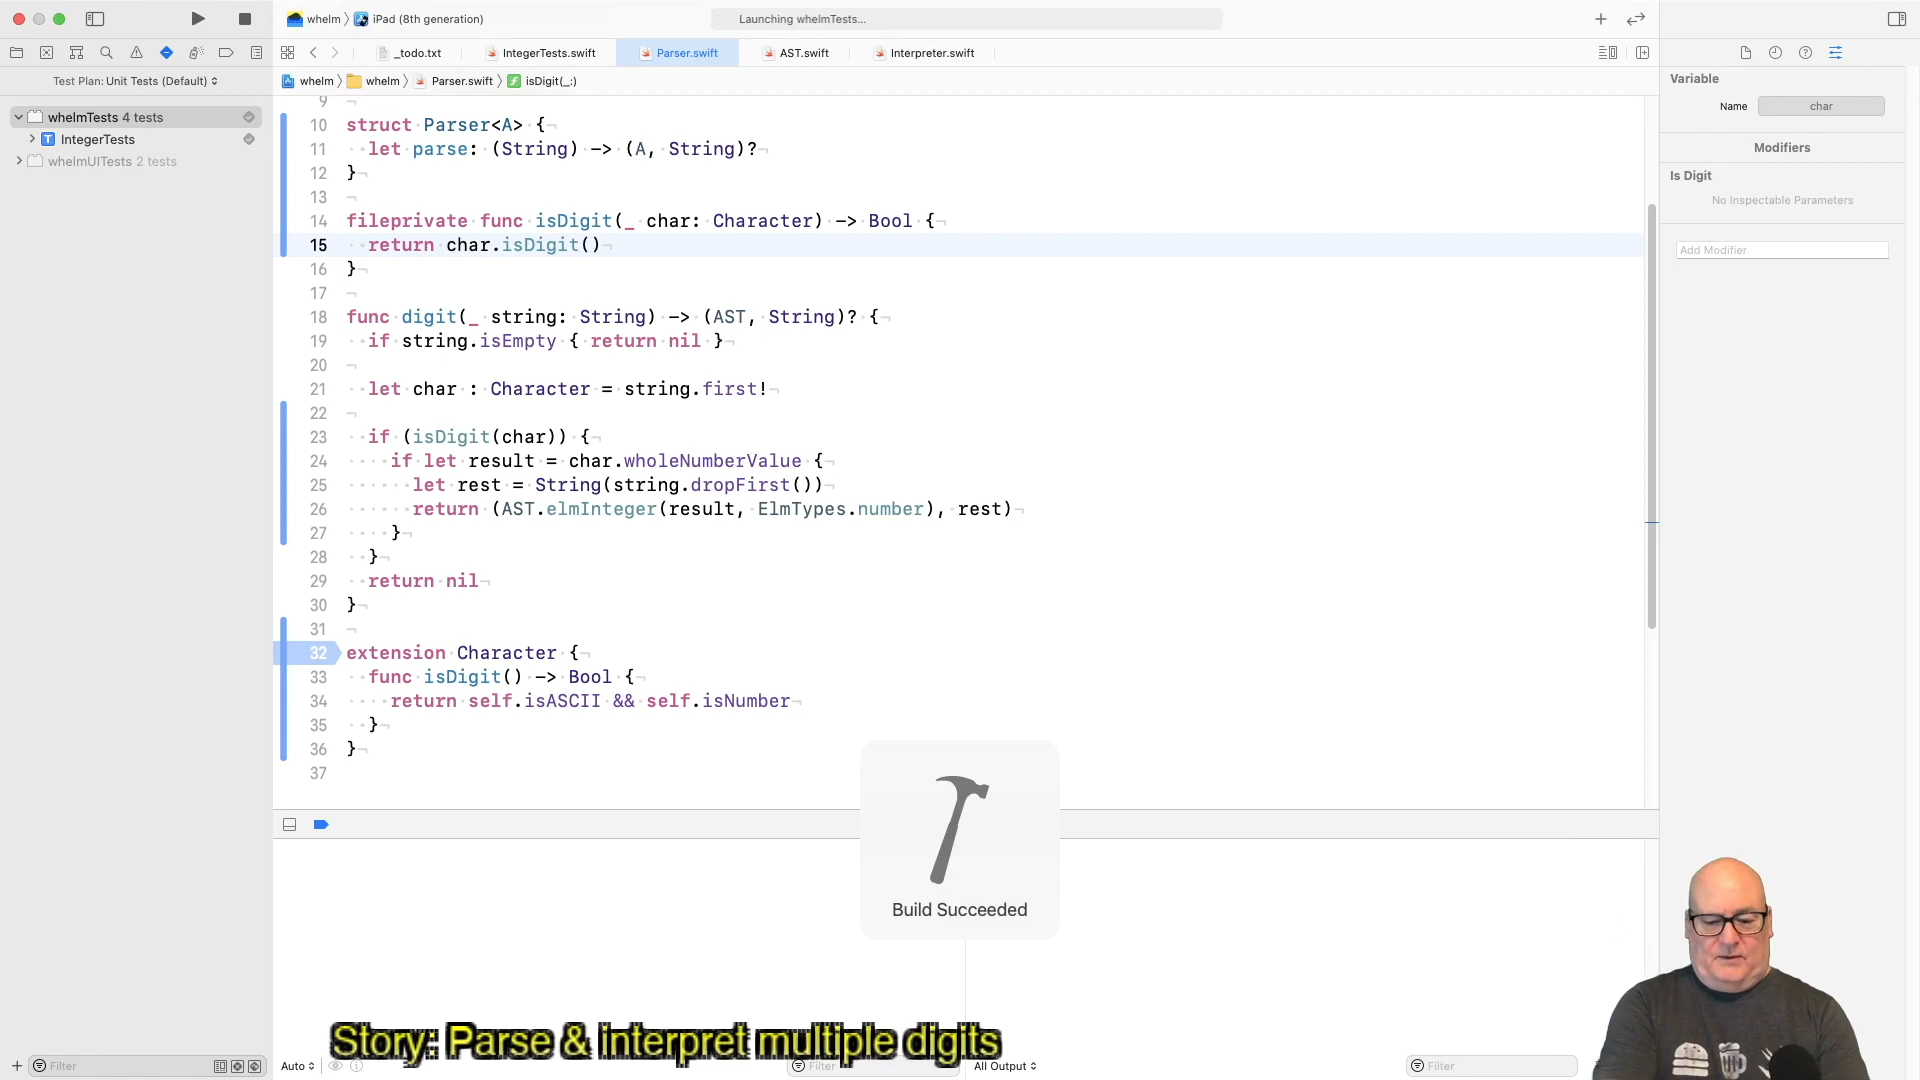 whelm
iPad (8th generation)
Launching whelmTests...
_todo.txt
IntegerTests.swift
Parser.swift
AST.swift
Interpreter.swift
Test Plan: Unit Tests (Default)
whelm
whelm
Parser.swift
isDigit(_:)
whelmTests 4 tests
IntegerTests
whelmUITests 2 tests
9
10 struct Parser<A> {
11 let parse: (String) -> (A, String)?
12 }
13
14 fileprivate func isDigit(_ char: Character) -> Bool {
15 return char.isDigit()
16 }
17
18 func digit(_ string: String) -> (AST, String)? {
19 if string.isEmpty { return nil }
20
21 let char : Character = string.first!
22
23 if (isDigit(char)) {
24 if let result = char.wholeNumberValue {
25 let rest = String(string.dropFirst())
26 return (AST.elmInteger(result, ElmTypes.number), rest)
27 }
28 }
29 return nil
30 }
31
32 extension Character {
33 func isDigit() -> Bool {
34 return self.isASCII && self.isNumber
35 }
36 }
37
Variable
Name char
Modifiers
Is Digit
No Inspectable Parameters
Add Modifier
Build Succeeded
Story: Parse & interpret multiple digits
Filter
Auto
Filter
All Output
Filter